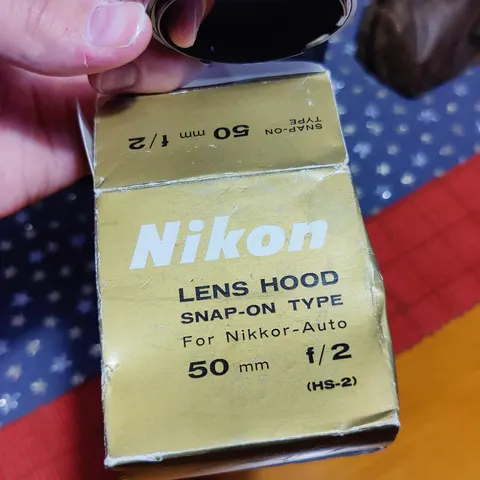 SNAP-ON
TYPE
50 mm f/2
Nikon
LENS HOOD
SNAP-ON TYPE
For Nikkor-Auto
50 mm f/2
(HS-2)